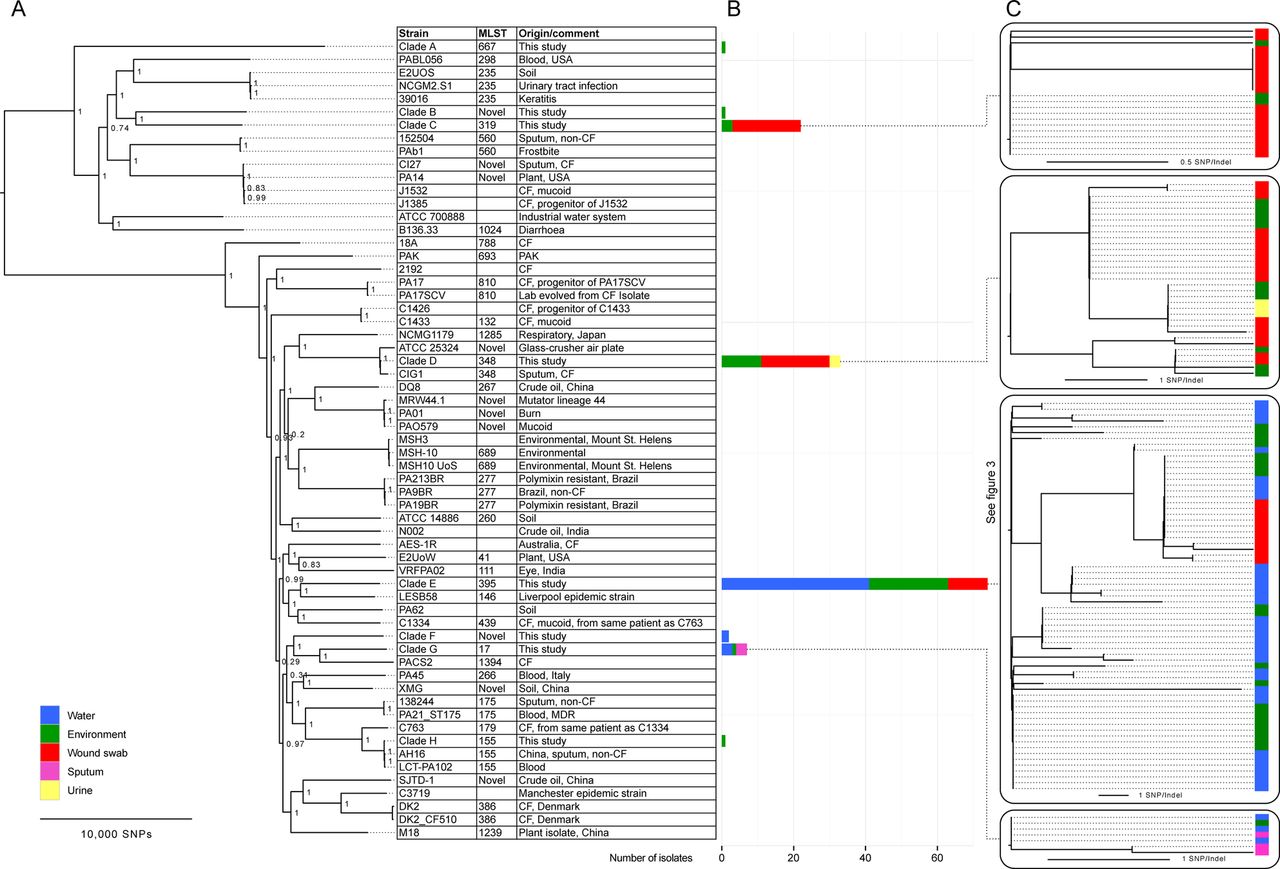 A
B
C
Strain MLST Origin/comment
Clade A 667 This study
PABL056 298 Blood, USA
E2UOS 235 Soil
NCGM2.S1 235 Urinary tract infection
39016 235 Keratitis
Clade B Novel This study
Clade C 319 This study
152504 560 Sputum, non-CF
PAb1 560 Frostbite
CI27 Novel Sputum, CF
PA14 Novel Plant, USA
J1532 CF, mucoid
J1385 CF, progenitor of J1532
ATCC 700888 Industrial water system
B136.33 1024 Diarrhoea
18A 788 CF
PAK 693 PAK
2192 CF
PA17 810 CF, progenitor of PA17SCV
PA17SCV 810 Lab evolved from CF Isolate
C1426 CF, progenitor of C1433
C1433 132 CF, mucoid
NCMG1179 1285 Respiratory, Japan
ATCC 25324 Novel Glass-crusher air plate
Clade D 348 This study
CIG1 348 Sputum, CF
DQ8 267 Crude oil, China
MRW44.1 Novel Mutator lineage 44
PA01 Novel Burn
PAO579 Novel Mucoid
MSH3 Environmental, Mount St. Helens
MSH-10 689 Environmental
MSH10 UoS 689 Environmental, Mount St. Helens
PA213BR 277 Polymixin resistant, Brazil
PA9BR 277 Brazil, non-CF
PA19BR 277 Polymixin resistant, Brazil
ATCC 14886 260 Soil
N002 Crude oil, India
AES-1R Australia, CF
E2UoW 41 Plant, USA
VRFPA02 111 Eye, India
Clade E 395 This study
LESB58 146 Liverpool epidemic strain
PA62 Soil
C1334 439 CF, mucoid, from same patient as C763
Clade F Novel This study
Clade G 17 This study
PACS2 1394 CF
PA45 266 Blood, Italy
XMG Novel Soil, China
138244 175 Sputum, non-CF
PA21_ST175 175 Blood, MDR
C763 179 CF, from same patient as C1334
Clade H 155 This study
AH16 155 China, sputum, non-CF
LCT-PA102 155 Blood
SJTD-1 Novel Crude oil, China
C3719 Manchester epidemic strain
DK2 386 CF, Denmark
DK2_CF510 386 CF, Denmark
M18 1239 Plant isolate, China
0.74
0.83
0.99
0.2
0.83
0.99
0.29
0.97
Water
Environment
Wound swab
Sputum
Urine
10,000 SNPs
Number of isolates
0 20 40 60
See figure 3
0.5 SNP/Indel
1 SNP/Indel
1 SNP/Indel
1 SNP/Indel